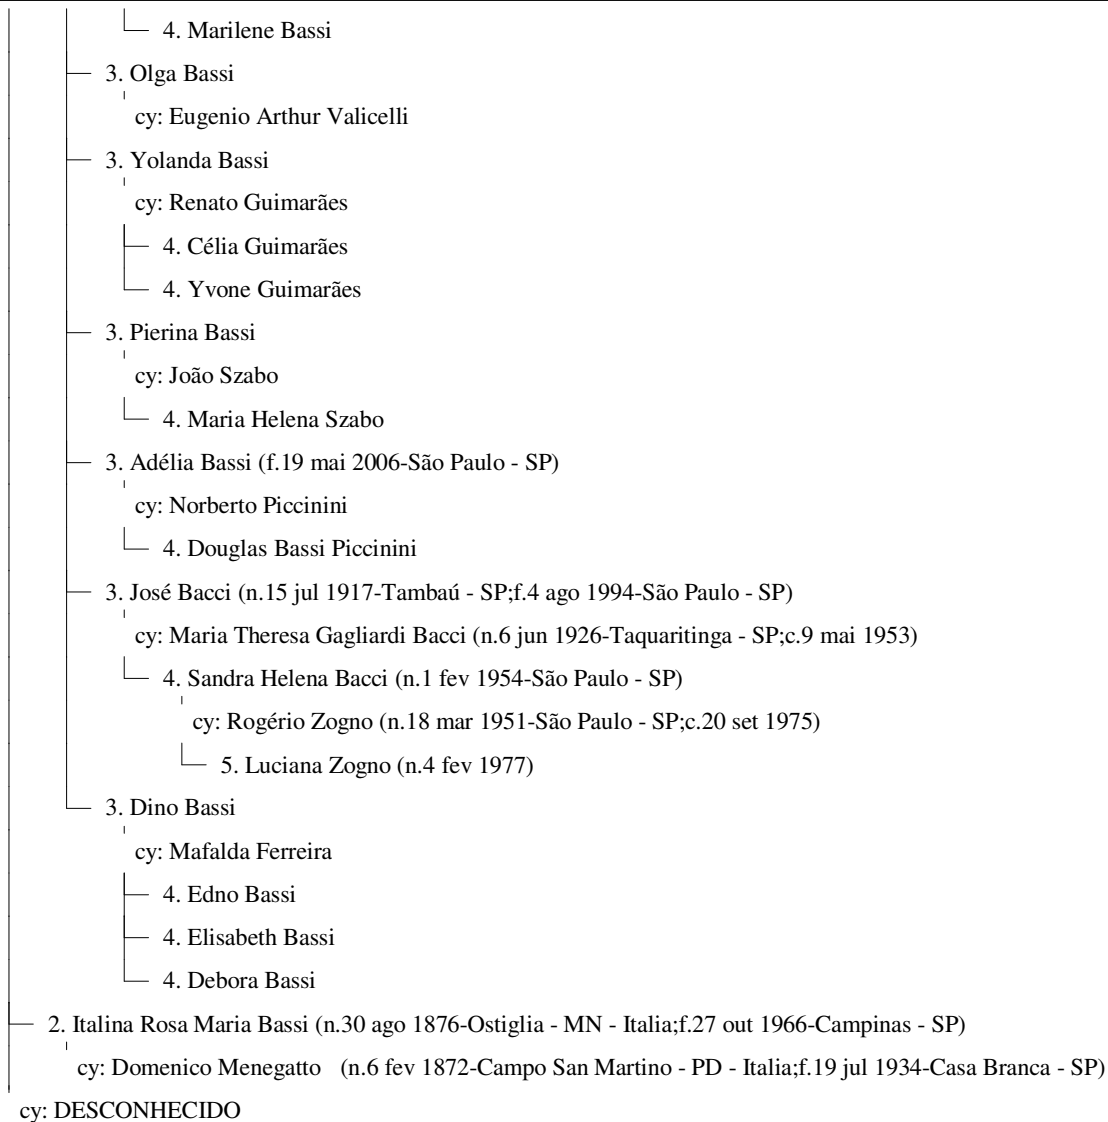 4. Marilene Bassi
3. Olga Bassi
cy: Eugenio Arthur Valicelli
3. Yolanda Bassi
cy: Renato Guimarães
4. Célia Guimarães
4. Yvone Guimarães
3. Pierina Bassi
cy: João Szabo
4. Maria Helena Szabo
3. Adélia Bassi (f.19 mai 2006-São Paulo - SP)
cy: Norberto Piccinini
4. Douglas Bassi Piccinini
3. José Bacci (n.15 jul 1917-Tambaú - SP;f.4 ago 1994-São Paulo - SP)
cy: Maria Theresa Gagliardi Bacci (n.6 jun 1926-Taquaritinga - SP;c.9 mai 1953)
4. Sandra Helena Bacci (n.1 fev 1954-São Paulo - SP)
cy: Rogério Zogno (n.18 mar 1951-São Paulo - SP;c.20 set 1975)
5. Luciana Zogno (n.4 fev 1977)
3. Dino Bassi
cy: Mafalda Ferreira
4. Edno Bassi
4. Elisabeth Bassi
4. Debora Bassi
2. Italina Rosa Maria Bassi (n.30 ago 1876-Ostiglia - MN - Italia;f.27 out 1966-Campinas - SP)
cy: Domenico Menegatto (n.6 fev 1872-Campo San Martino - PD - Italia;f.19 jul 1934-Casa Branca - SP)
cy: DESCONHECIDO